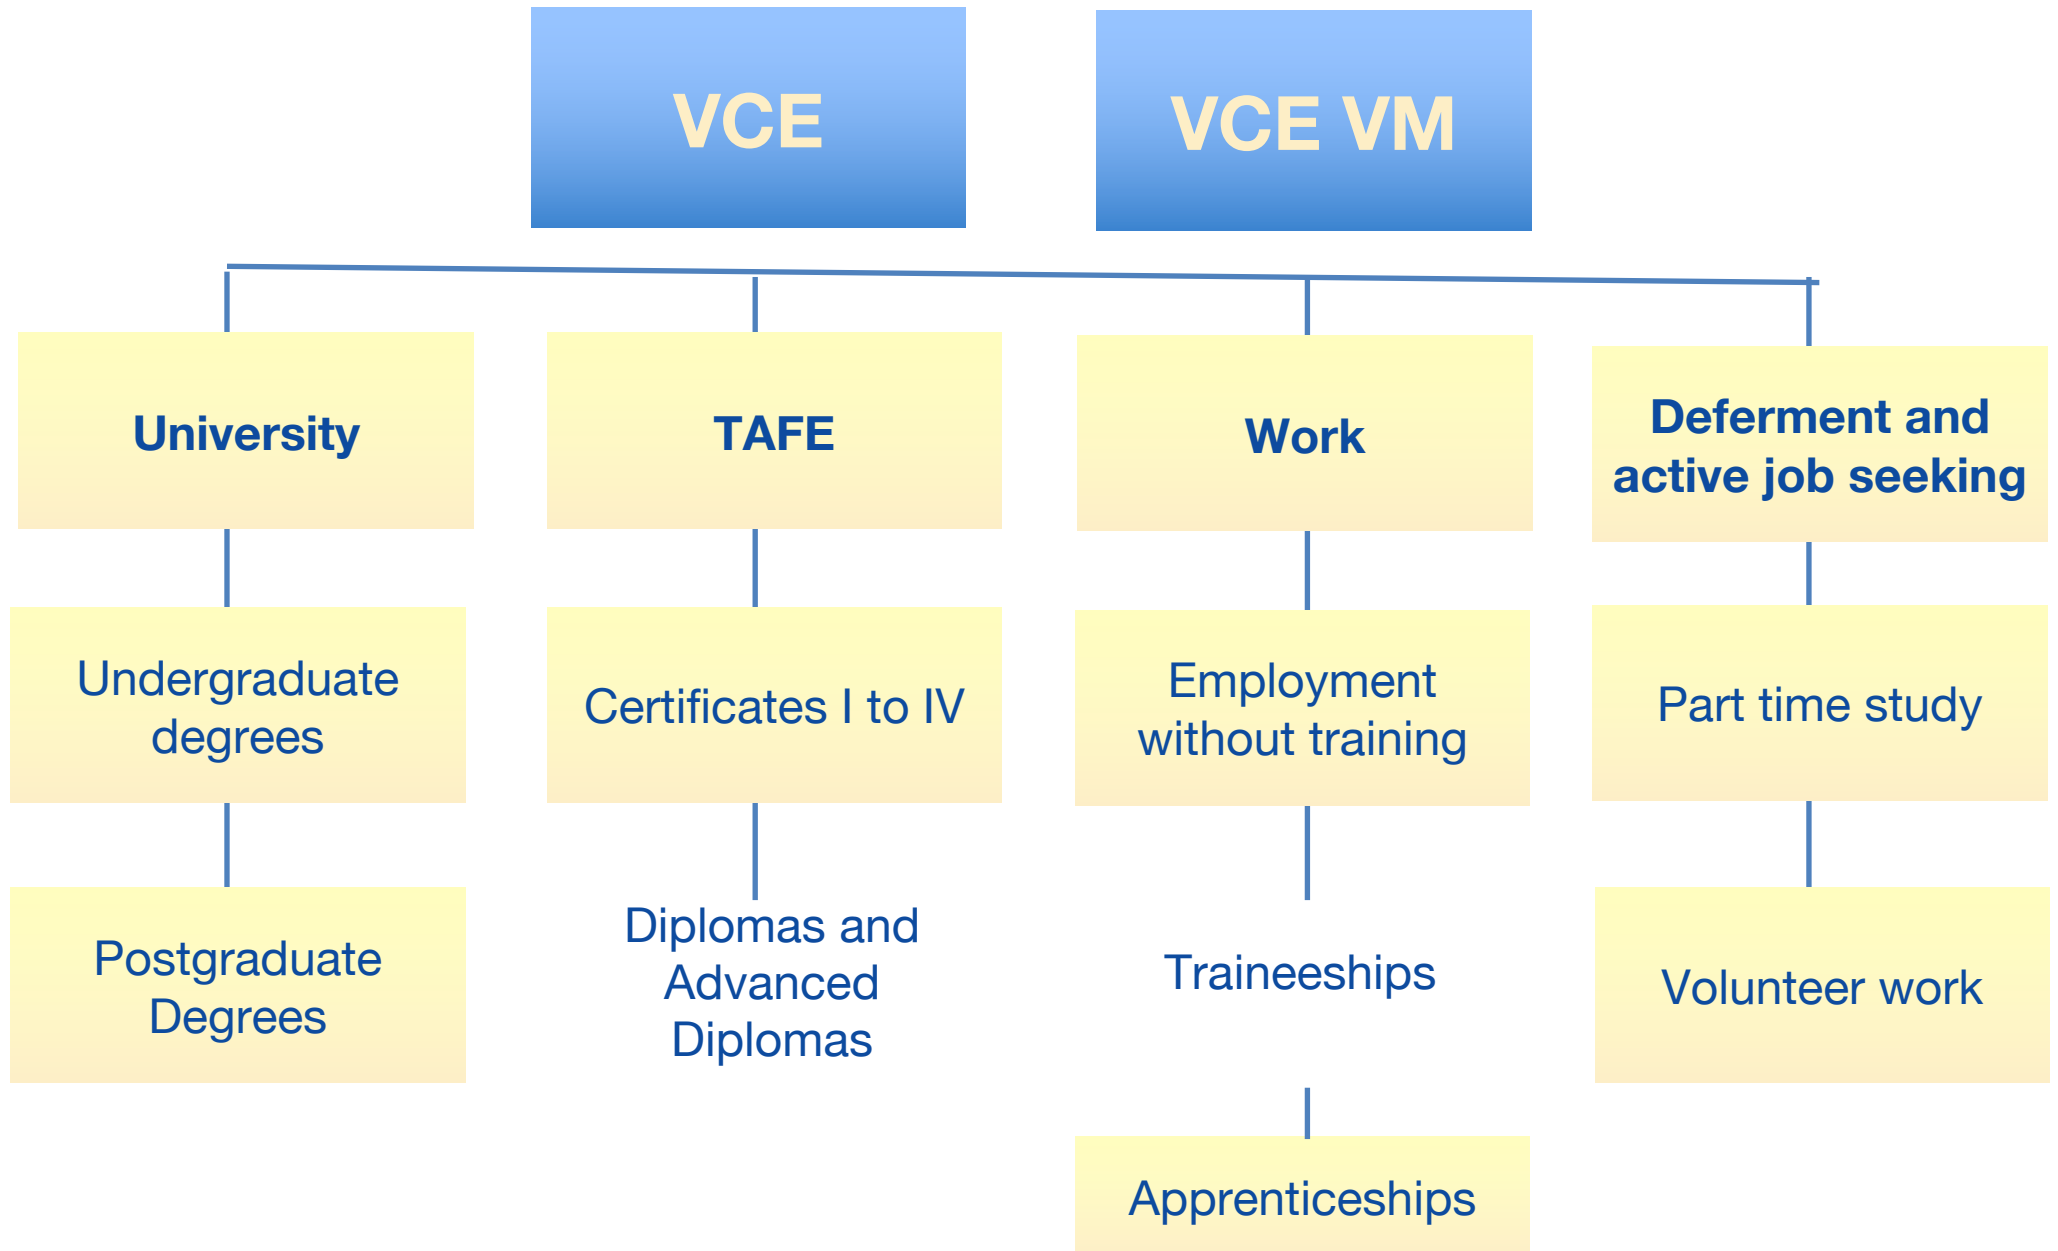 VCE
VCE VM
University
TAFE
Work
Deferment and
active job seeking
Undergraduate
degrees
Certificates I to IV
Employment
without training
Part time study
Postgraduate
Degrees
Diplomas and
Advanced
Diplomas
Traineeships
Volunteer work
Apprenticeships